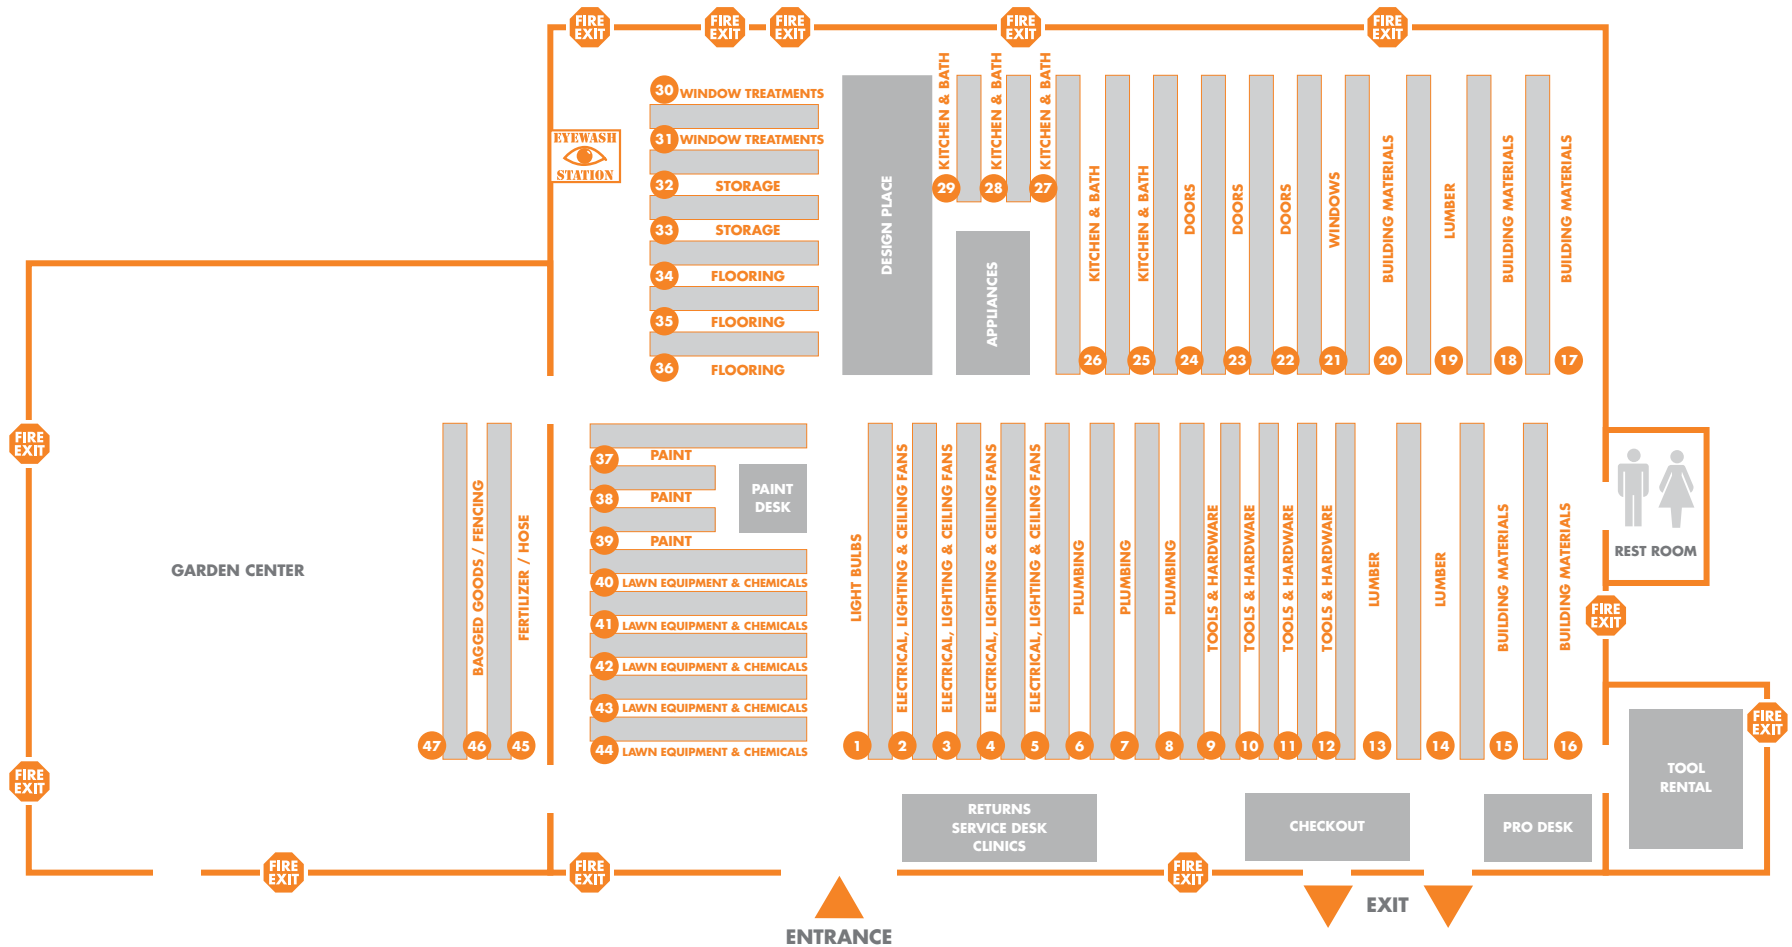 FIRE
EXIT
FIRE
EXIT
FIRE
EXIT
FIRE
EXIT
FIRE
EXIT
EYEWASH
STATION
30 WINDOW TREATMENTS
31 WINDOW TREATMENTS
32 STORAGE
33 STORAGE
34 FLOORING
35 FLOORING
36 FLOORING
DESIGN PLACE
KITCHEN & BATH
29
KITCHEN & BATH
28
KITCHEN & BATH
27
APPLIANCES
KITCHEN & BATH
26
KITCHEN & BATH
25
DOORS
24
DOORS
23
DOORS
22
WINDOWS
21
BUILDING MATERIALS
20
LUMBER
19
BUILDING MATERIALS
18
BUILDING MATERIALS
17
FIRE
EXIT
GARDEN CENTER
FIRE
EXIT
47
BAGGED GOODS / FENCING
46
FERTILIZER / HOSE
45
37 PAINT
38 PAINT
39 PAINT
PAINT
DESK
40 LAWN EQUIPMENT & CHEMICALS
41 LAWN EQUIPMENT & CHEMICALS
42 LAWN EQUIPMENT & CHEMICALS
43 LAWN EQUIPMENT & CHEMICALS
44 LAWN EQUIPMENT & CHEMICALS
LIGHT BULBS
1
ELECTRICAL, LIGHTING & CEILING FANS
2
ELECTRICAL, LIGHTING & CEILING FANS
3
ELECTRICAL, LIGHTING & CEILING FANS
4
ELECTRICAL, LIGHTING & CEILING FANS
5
PLUMBING
6
PLUMBING
7
PLUMBING
8
TOOLS & HARDWARE
9
TOOLS & HARDWARE
10
TOOLS & HARDWARE
11
TOOLS & HARDWARE
12
LUMBER
13
LUMBER
14
BUILDING MATERIALS
15
BUILDING MATERIALS
16
REST ROOM
FIRE
EXIT
FIRE
EXIT
TOOL
RENTAL
RETURNS
SERVICE DESK
CLINICS
CHECKOUT
PRO DESK
FIRE
EXIT
FIRE
EXIT
FIRE
EXIT
ENTRANCE
EXIT